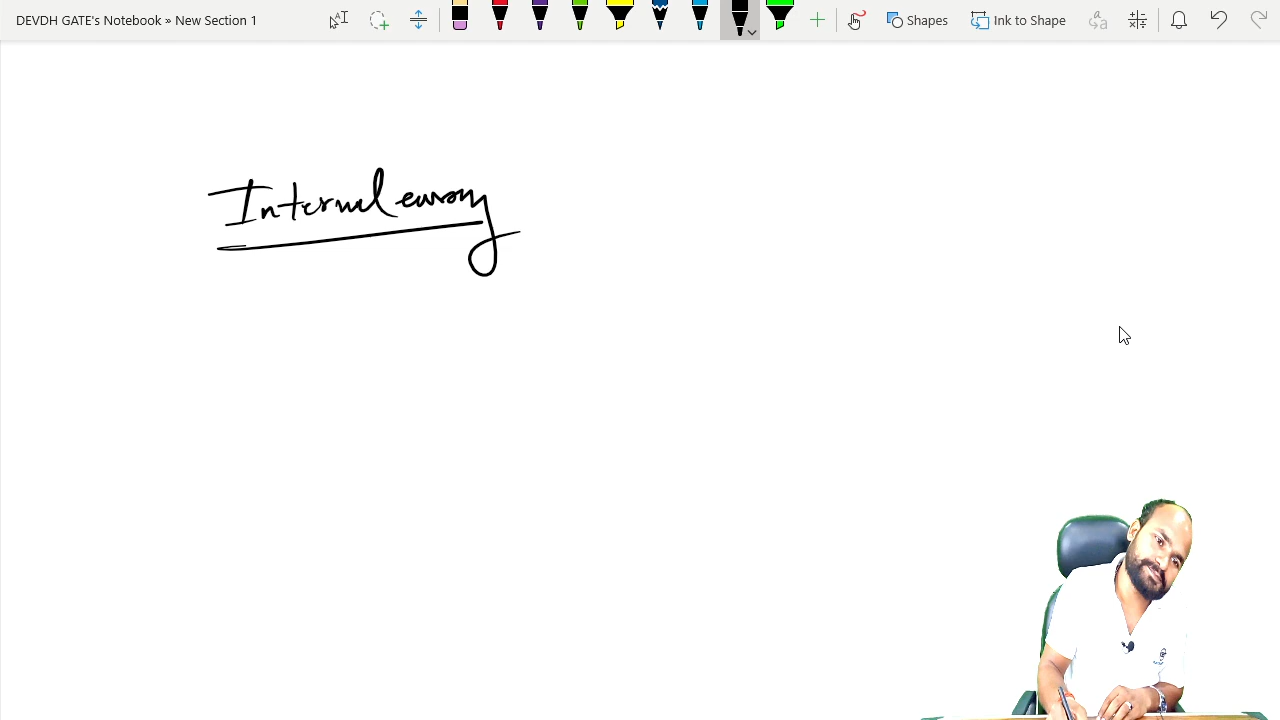 DEVDH GATE's Notebook » New Section 1
Shapes
Ink to Shape
Internal energy